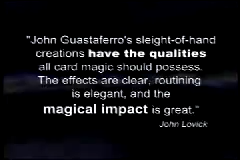 "John Guastaferro's sleight-of-hand
creations have the qualities
all card magic should possess.
The effects are clear, routining
is elegant, and the
magical impact is great."
John Lovick